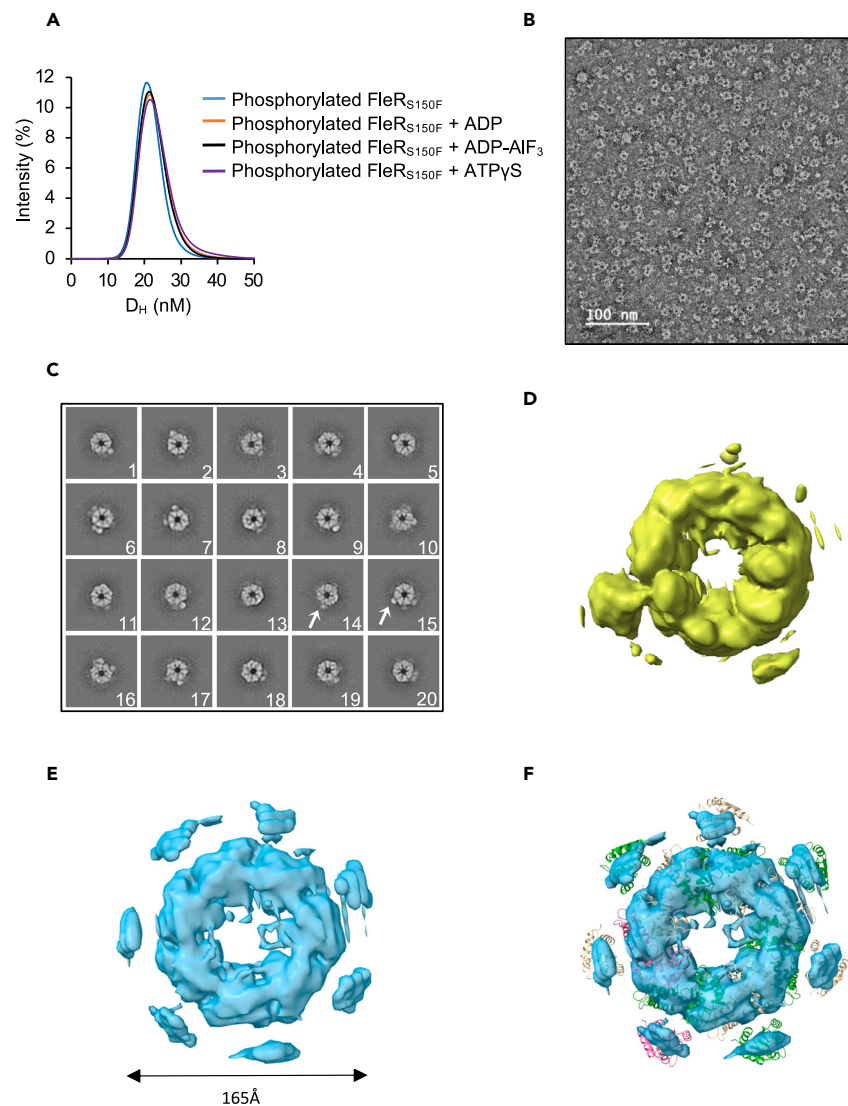 A
12
10
8
6
4
2
0
Intensity (%)
0 10 20 30 40 50
D_H (nM)
Phosphorylated FleR_S150F
Phosphorylated FleR_S150F + ADP
Phosphorylated FleR_S150F + ADP-AlF_3
Phosphorylated FleR_S150F + ATPγS
B
100 nm
C
1 2 3 4 5
6 7 8 9 10
11 12 13 14 15
16 17 18 19 20
D
E
165Å
F